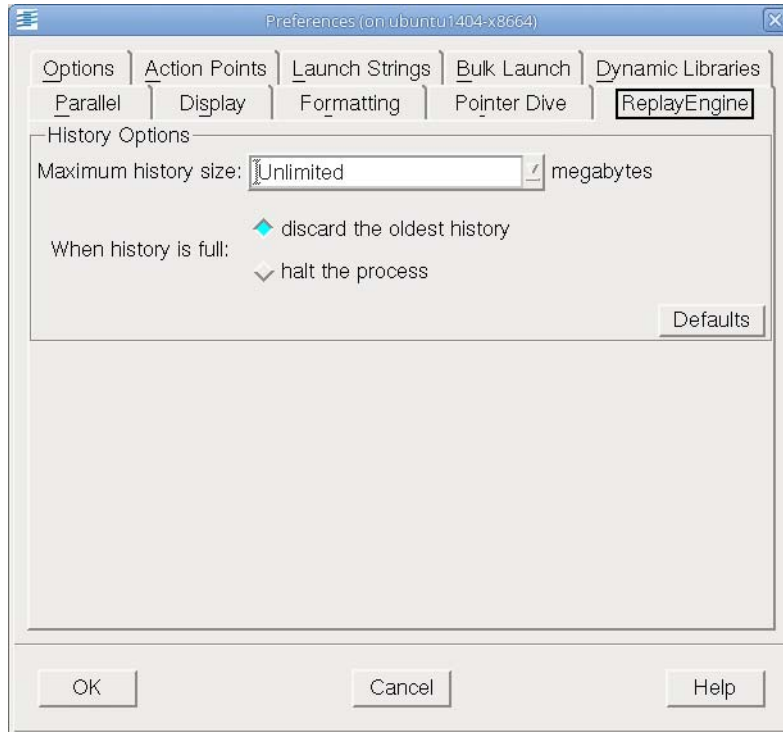 Preferences (on ubuntu1404-x8664)
Options Action Points Launch Strings Bulk Launch Dynamic Libraries
Parallel Display Formatting Pointer Dive ReplayEngine
History Options
Maximum history size: Unlimited megabytes
discard the oldest history
When history is full:
halt the process
Defaults
OK Cancel Help